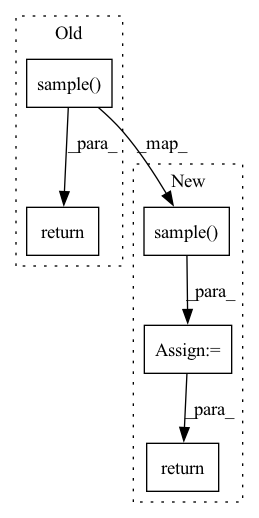 Old
sample()
_para_
_map_
New
return
sample()
_para_
Assign:=
_para_
return